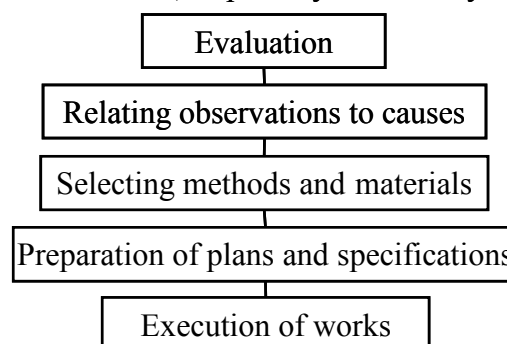 Evaluation
Relating observations to causes
Selecting methods and materials
Preparation of plans and specifications
Execution of works